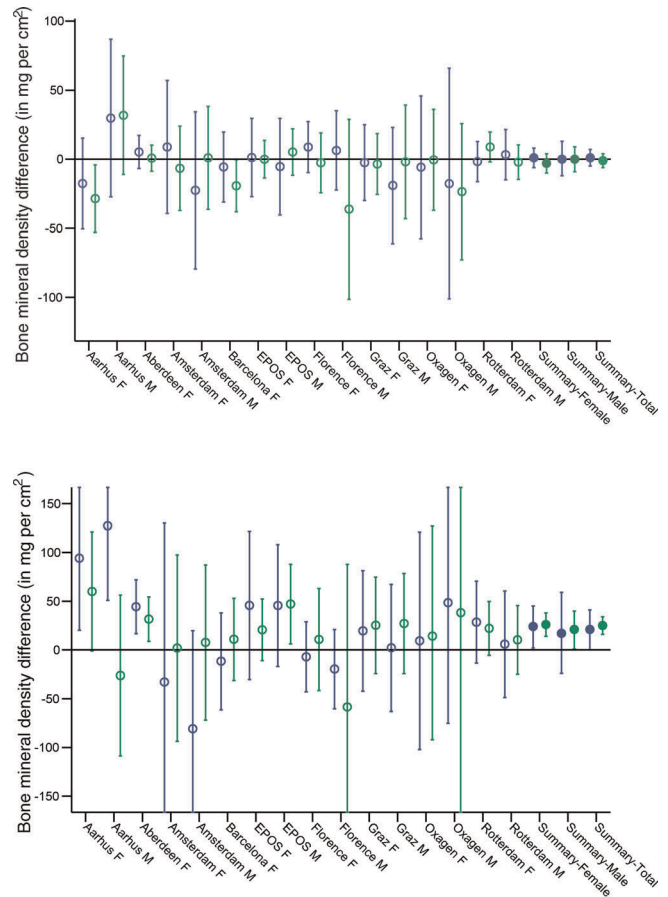 Bone mineral density difference (in mg per cm²)
100
50
0
-50
-100
Aarhus F
Aarhus M
Aberdeen F
Amsterdam F
Amsterdam M
Barcelona F
EPOS F
EPOS M
Florence F
Florence M
Graz F
Graz M
Oxagen F
Oxagen M
Rotterdam F
Rotterdam M
Summary-Female
Summary-Male
Summary-Total
Bone mineral density difference (in mg per cm²)
150
100
50
0
-50
-100
-150
Aarhus F
Aarhus M
Aberdeen F
Amsterdam F
Amsterdam M
Barcelona F
EPOS F
EPOS M
Florence F
Florence M
Graz F
Graz M
Oxagen F
Oxagen M
Rotterdam F
Rotterdam M
Summary-Female
Summary-Male
Summary-Total